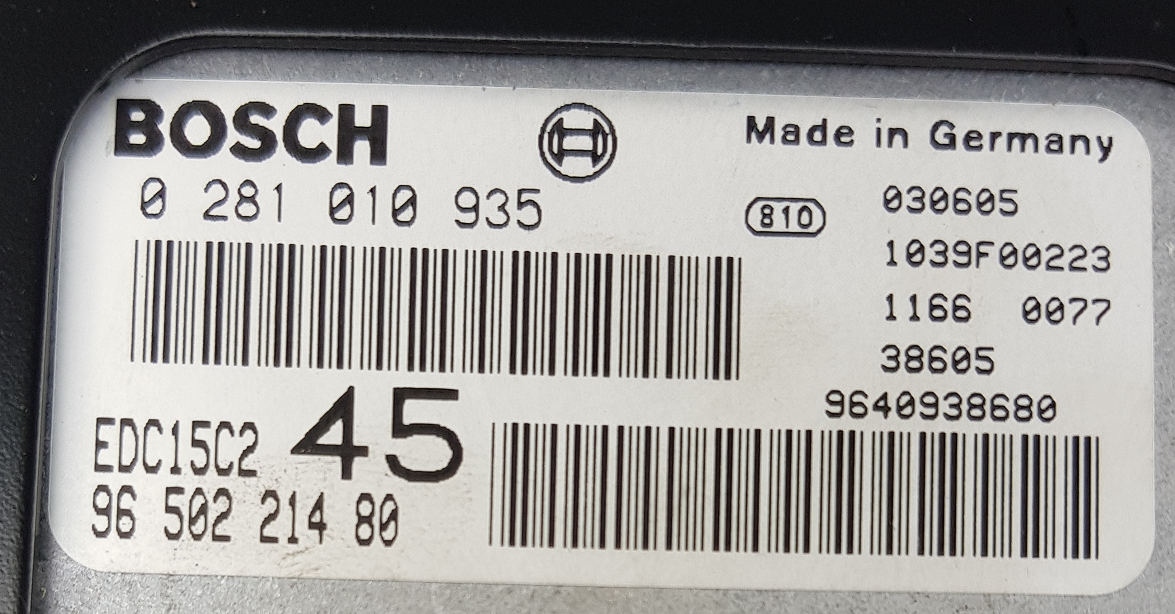 BOSCH
Made in Germany
0 281 010 935
810
030605
1039F00223
1166 0077
38605
9640938680
EDC15C2 45
96 502 214 80